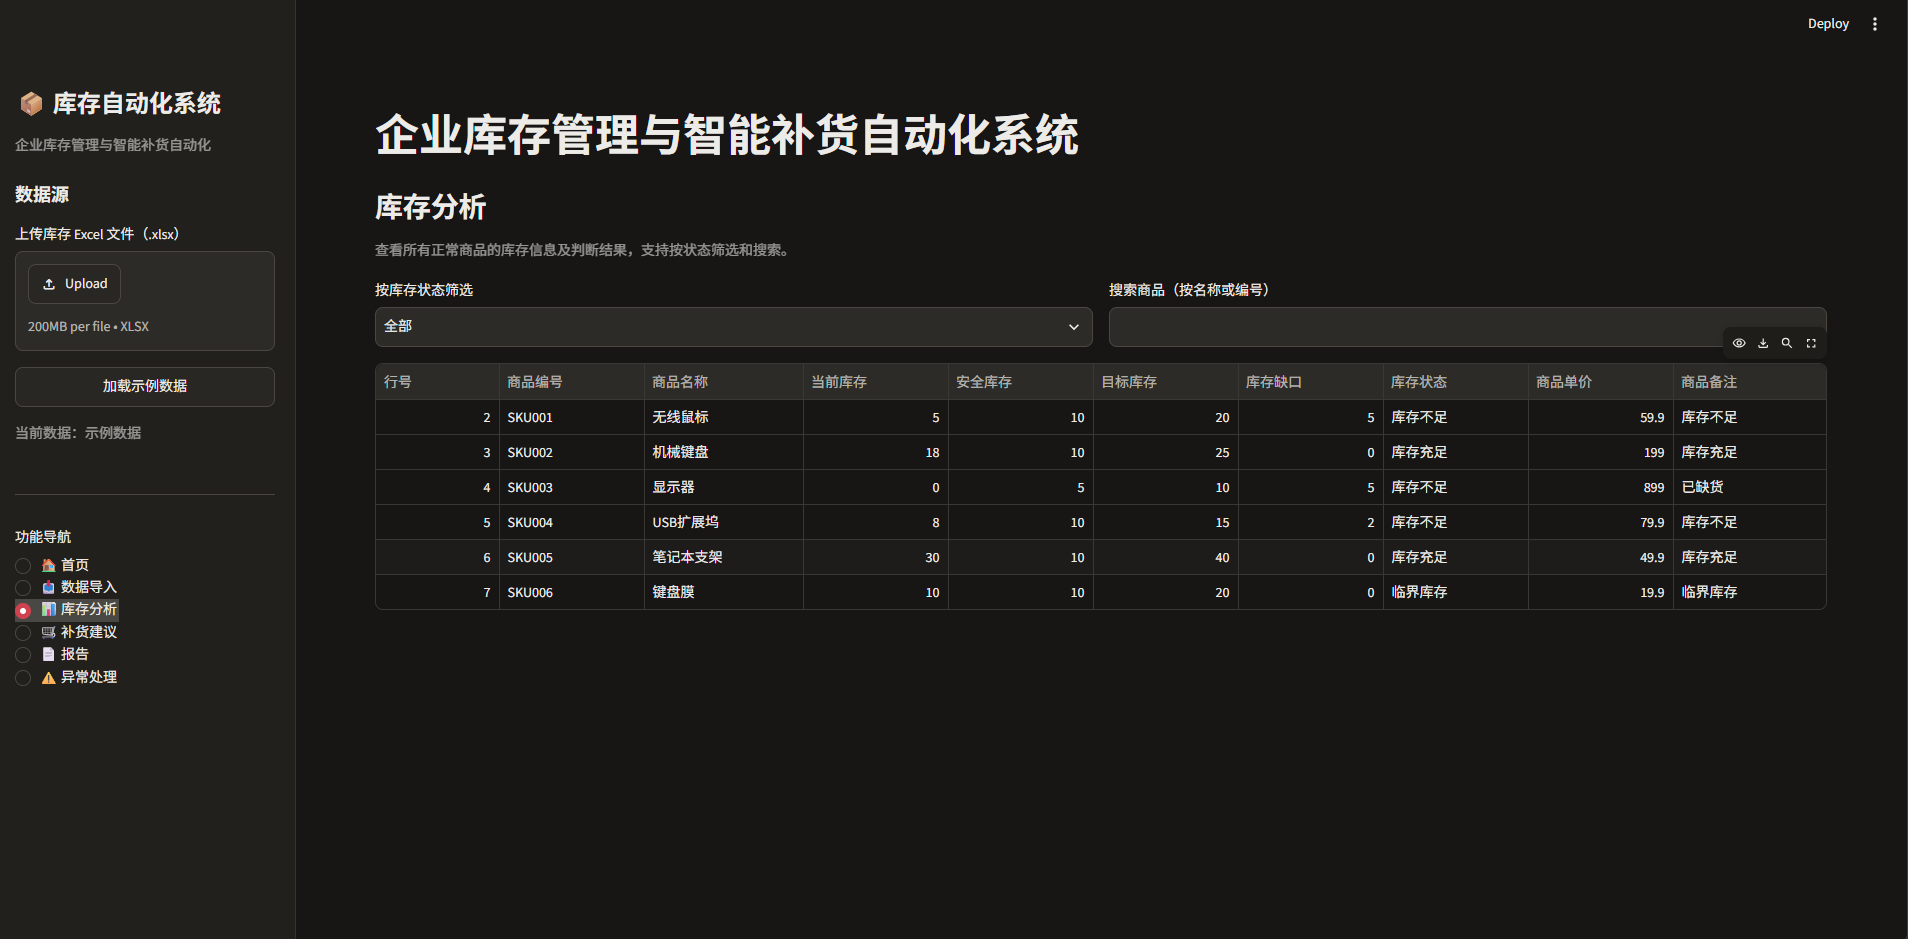 Deploy
库存自动化系统
企业库存管理与智能补货自动化
数据源
上传库存 Excel 文件（.xlsx）
Upload
200MB per file • XLSX
加载示例数据
当前数据：示例数据
功能导航
首页
数据导入
库存分析
补货建议
报告
异常处理
企业库存管理与智能补货自动化系统
库存分析
查看所有正常商品的库存信息及判断结果，支持按状态筛选和搜索。
按库存状态筛选 搜索商品（按名称或编号）
全部
行号 商品编号 商品名称 当前库存 安全库存 目标库存 库存缺口 库存状态 商品单价 商品备注
2 SKU001 无线鼠标 5 10 20 5 库存不足 59.9 库存不足
3 SKU002 机械键盘 18 10 25 0 库存充足 199 库存充足
4 SKU003 显示器 0 5 10 5 库存不足 899 已缺货
5 SKU004 USB扩展坞 8 10 15 2 库存不足 79.9 库存不足
6 SKU005 笔记本支架 30 10 40 0 库存充足 49.9 库存充足
7 SKU006 键盘膜 10 10 20 0 临界库存 19.9 临界库存